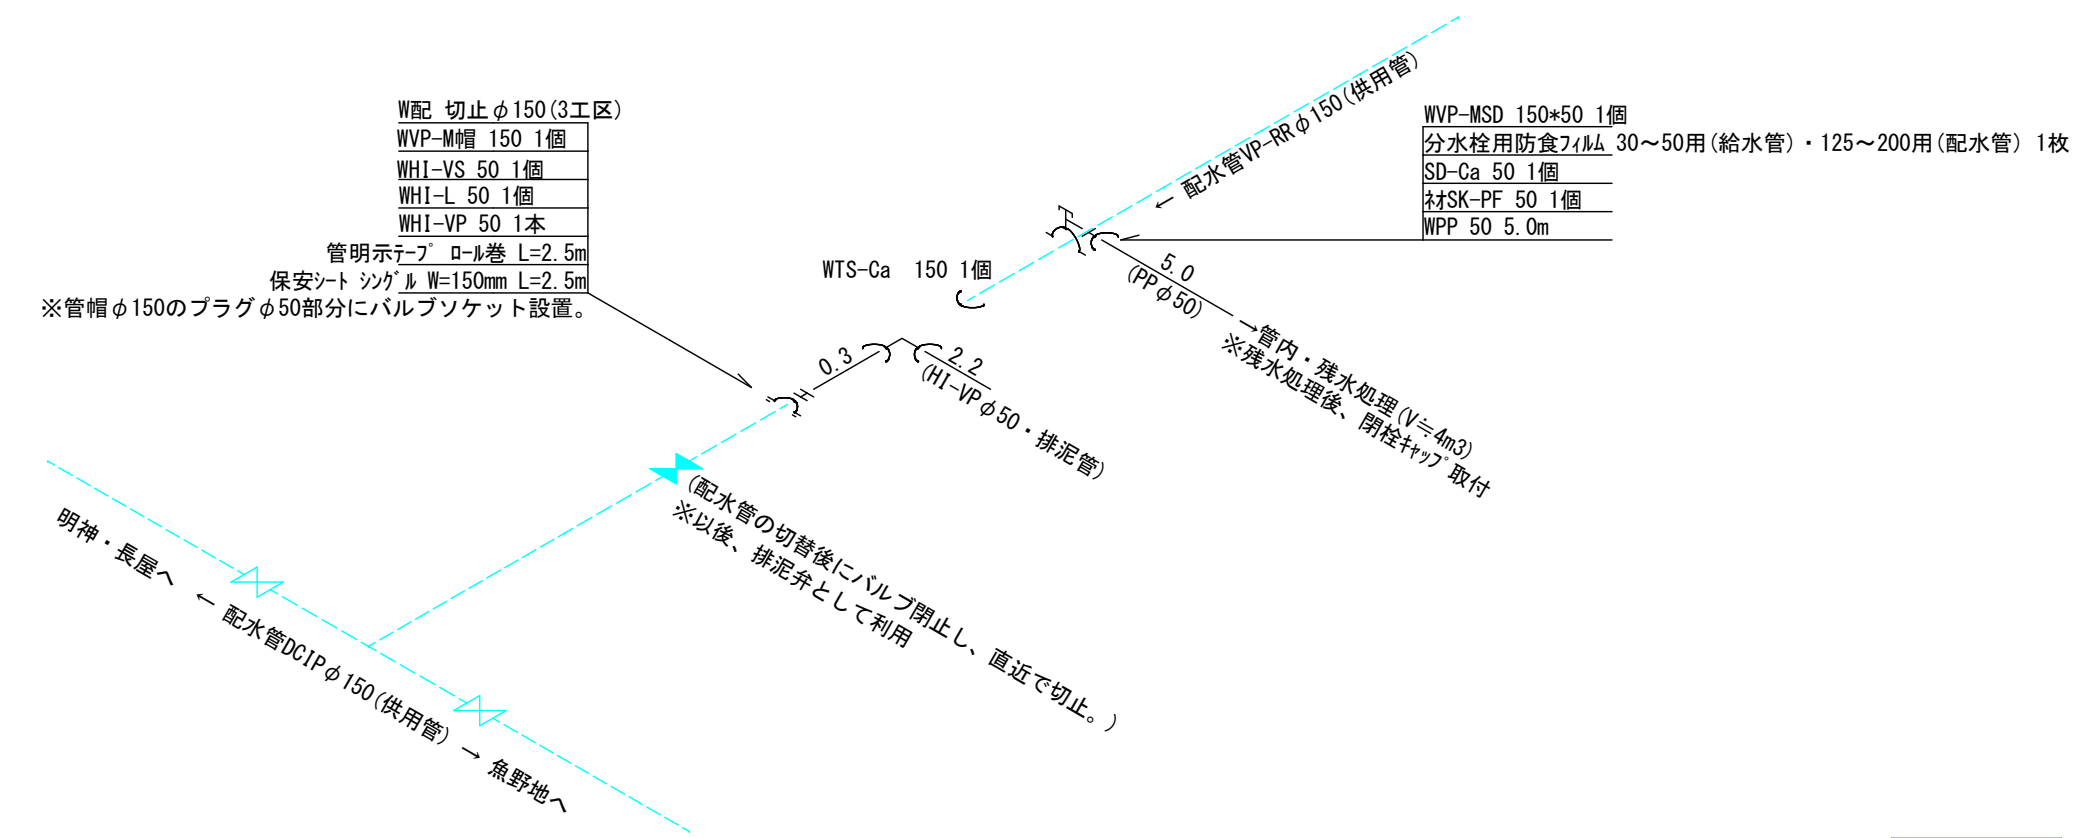 W配 切止φ150(3工区)
WVP-M帽 150 1個
WHI-VS 50 1個
WHI-L 50 1個
WHI-VP 50 1本
管明示ﾃｰﾌﾟ ﾛｰﾙ巻 L=2.5m
保安ｼｰﾄ ｼﾝｸﾞﾙ W=150mm L=2.5m
※管帽φ150のプラグφ50部分にバルブソケット設置。
← 配水管VP-RRφ150(供用管)
WVP-MSD 150*50 1個
分水栓用防食ﾌｨﾙﾑ 30～50用(給水管)・125～200用(配水管) 1枚
SD-Ca 50 1個
ﾈｵSK-PF 50 1個
WPP 50 5.0m
WTS-Ca 150 1個
5.0
(PPφ50)
→管内・残水処理(V≒4m3)
※残水処理後、閉栓ｷｬｯﾌﾟ取付
0.3
2.2
(HI-VPφ50・排泥管)
(配水管の切替後にバルブ閉止し、直近で切止。)
※以後、排泥弁として利用
明神・長屋へ ← 配水管DCIPφ150(供用管) → 魚野地へ